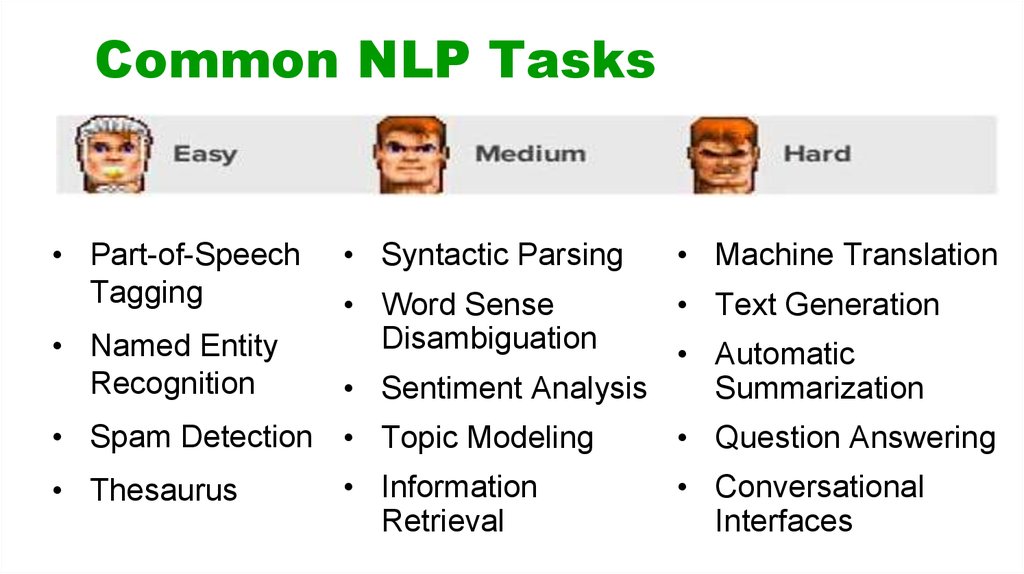 Common NLP Tasks
Easy
Medium
Hard
• Part-of-Speech
Tagging
• Named Entity
Recognition
• Spam Detection
• Thesaurus
• Syntactic Parsing
• Word Sense
Disambiguation
• Sentiment Analysis
• Topic Modeling
• Information
Retrieval
• Machine Translation
• Text Generation
• Automatic
Summarization
• Question Answering
• Conversational
Interfaces